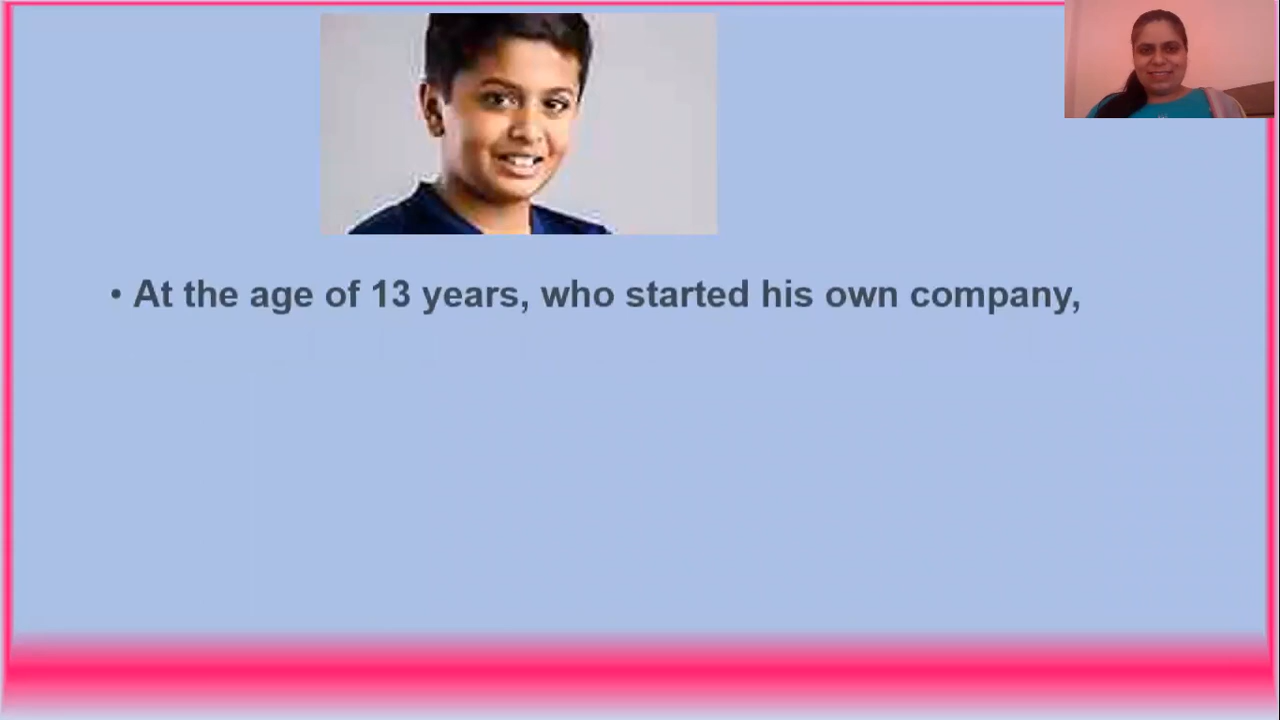 • At the age of 13 years, who started his own company,